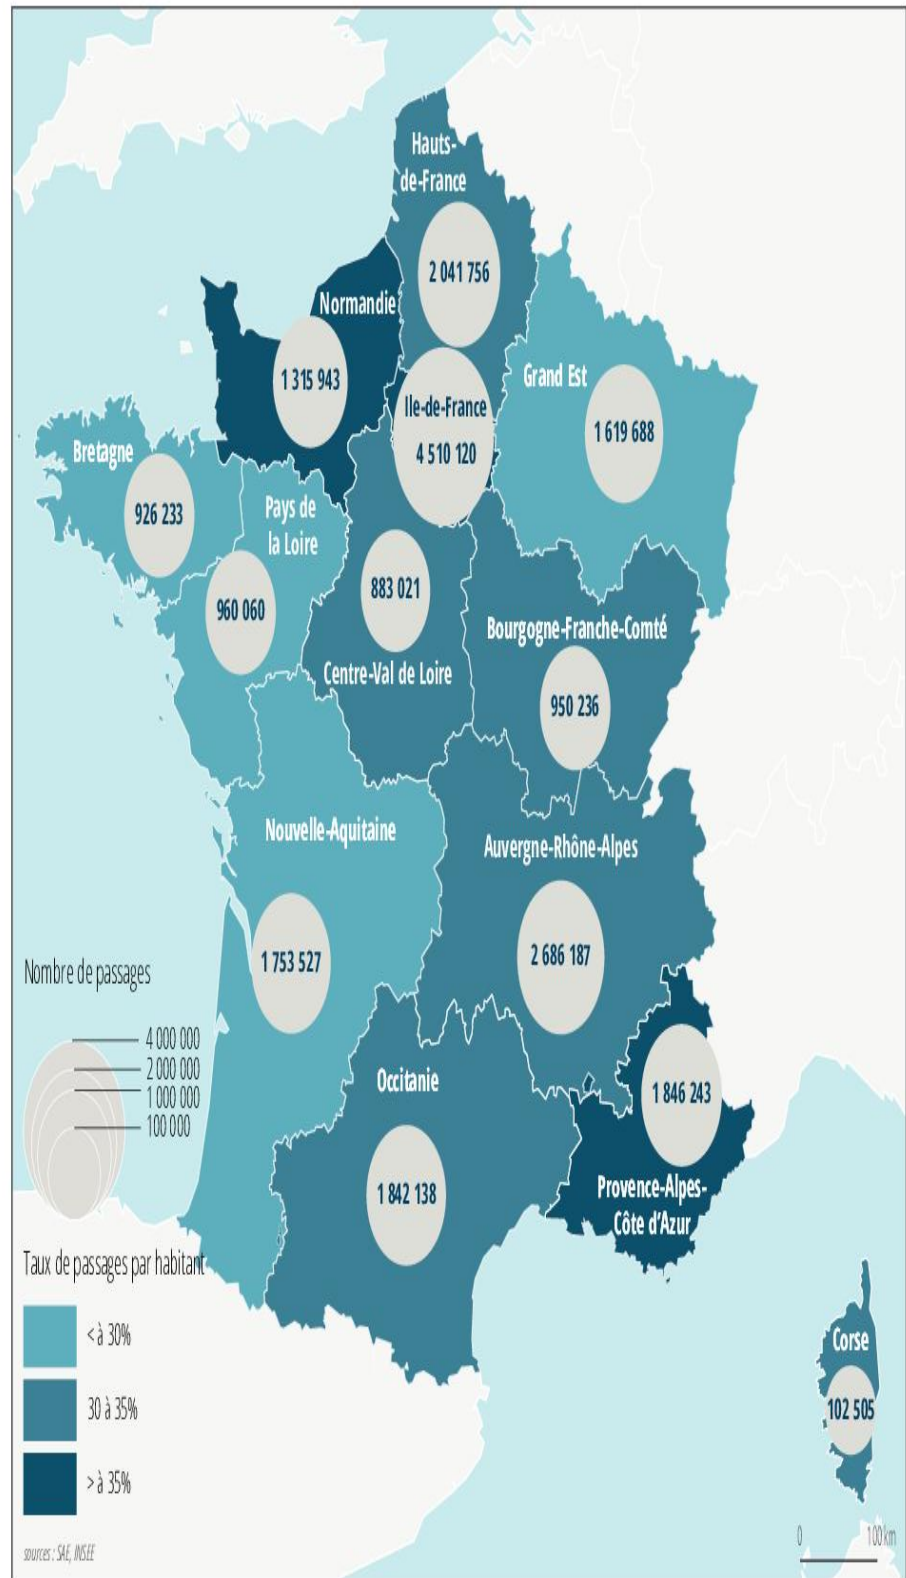 Hauts-
de-France
2 041 756
Normandie
1 315 943
Ile-de-France
4 510 120
Grand Est
1 619 688
Bretagne
926 233
Pays de
la Loire
960 060
883 021
Centre-Val de Loire
Bourgogne-Franche-Comté
950 236
Nouvelle-Aquitaine
1 753 527
Auvergne-Rhône-Alpes
2 686 187
Occitanie
1 842 138
1 846 243
Provence-Alpes-
Côte d'Azur
Corse
102 505
Nombre de passages
4 000 000
2 000 000
1 000 000
100 000
Taux de passages par habitant
< à 30%
30 à 35%
> à 35%
sources : SAE, INSEE
0 100 km